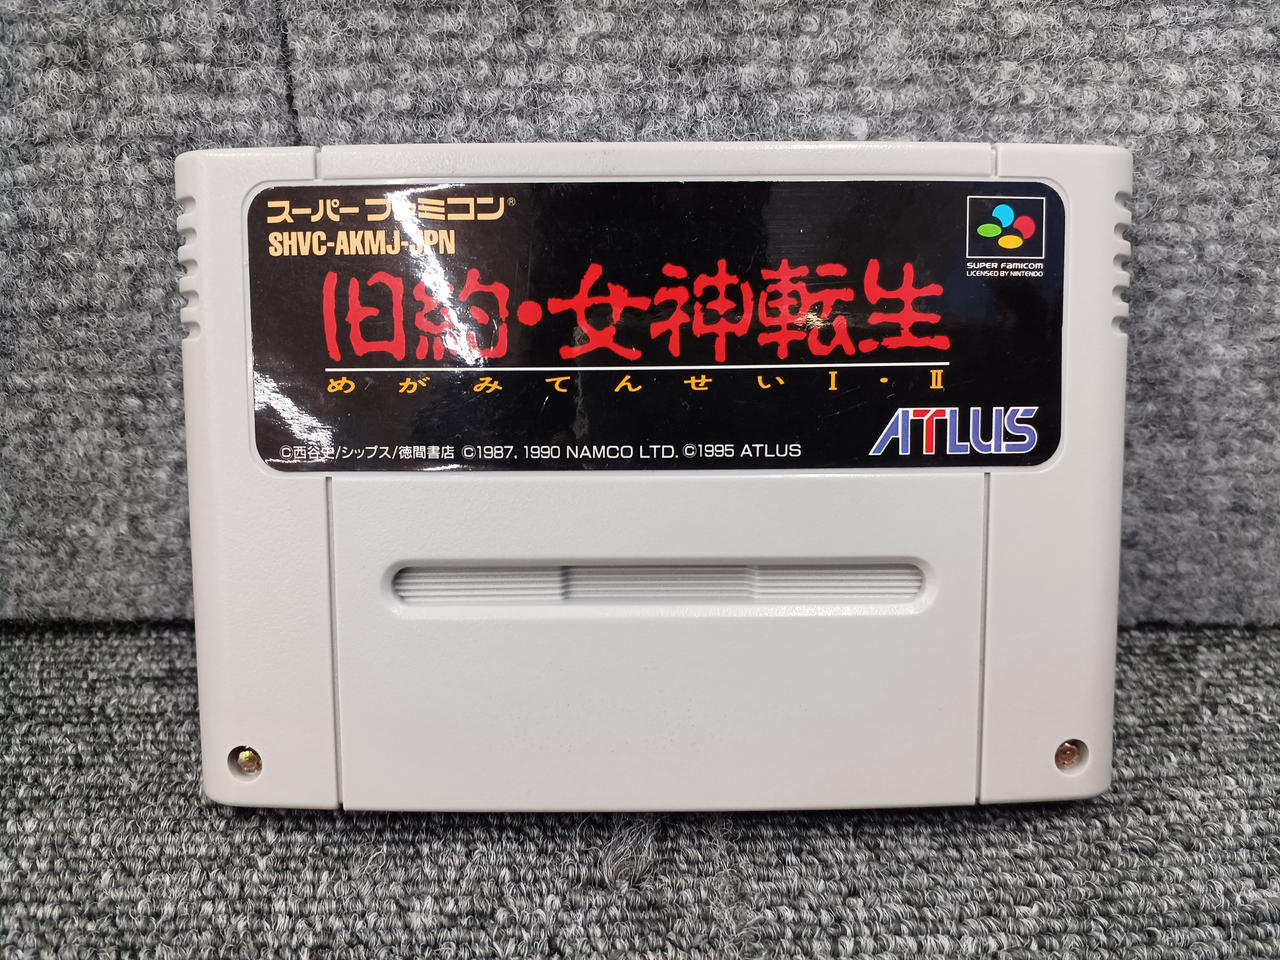 スーパーファミコン®
SHVC-AKMJ-JPN
SUPER FAMICOM
LICENSED BY NINTENDO
旧約・女神転生
めがみてんせいⅠ・Ⅱ
ATLUS
©西谷史/シップス/徳間書店 ©1987, 1990 NAMCO LTD. ©1995 ATLUS